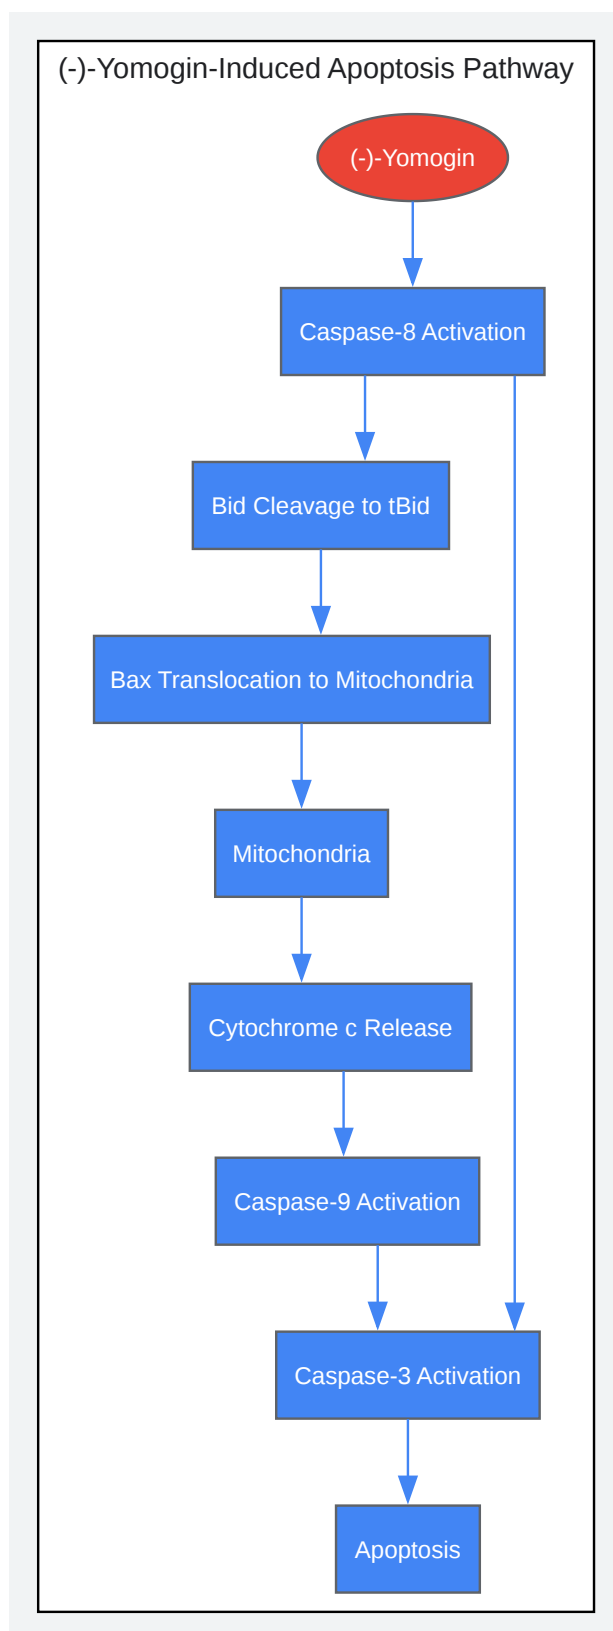 (-)-Yomogin-Induced Apoptosis Pathway
(-)-Yomogin
Caspase-8 Activation
Bid Cleavage to tBid
Bax Translocation to Mitochondria
Mitochondria
Cytochrome c Release
Caspase-9 Activation
Caspase-3 Activation
Apoptosis